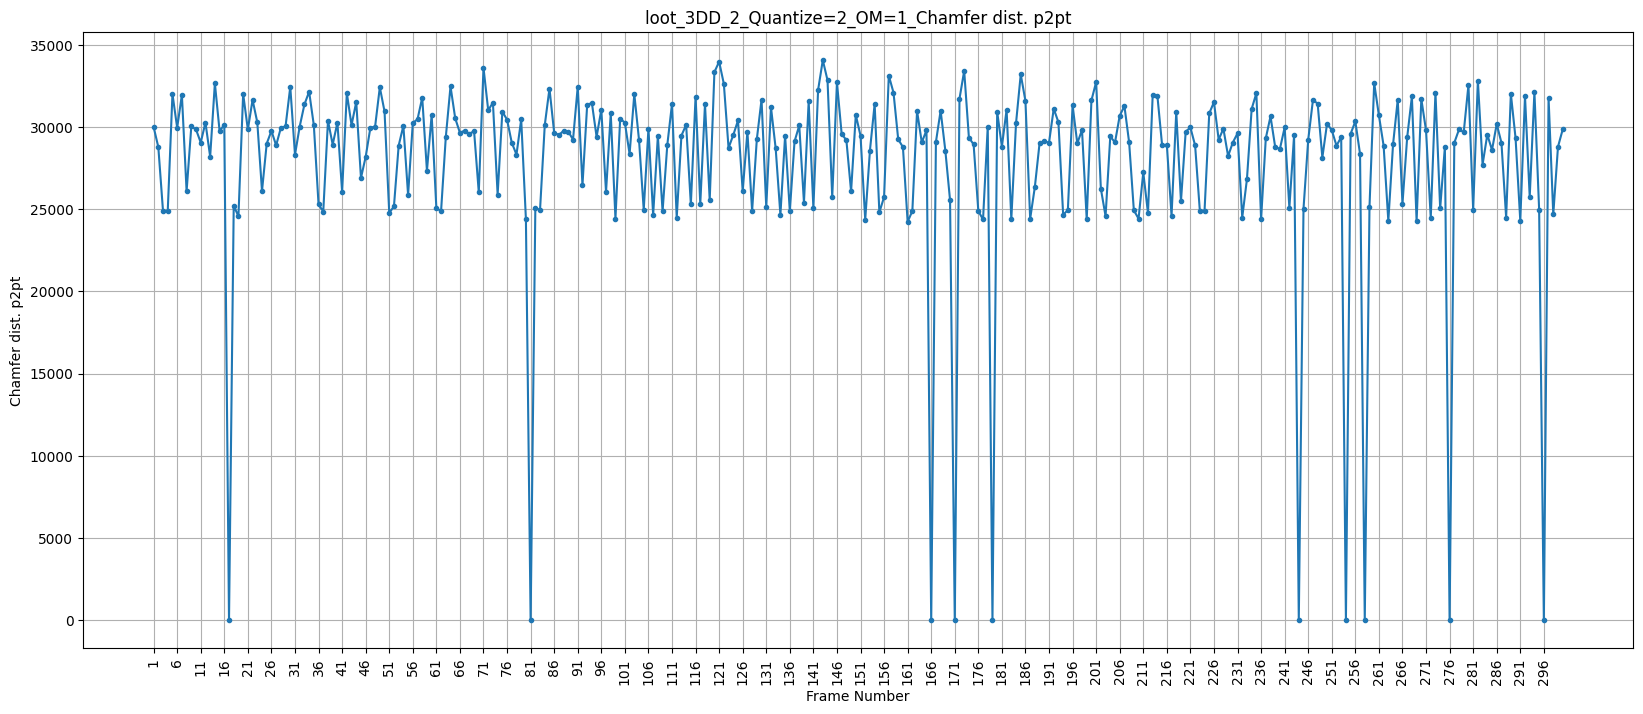 loot_3DD_2_Quantize=2_OM=1_Chamfer dist. p2pt
35000
30000
25000
20000
15000
10000
5000
0
Chamfer dist. p2pt
1 6 11 16 21 26 31 36 41 46 51 56 61 66 71 76 81 86 91 96 101 106 111 116 121 126 131 136 141 146 151 156 161 166 171 176 181 186 191 196 201 206 211 216 221 226 231 236 241 246 251 256 261 266 271 276 281 286 291 296
Frame Number